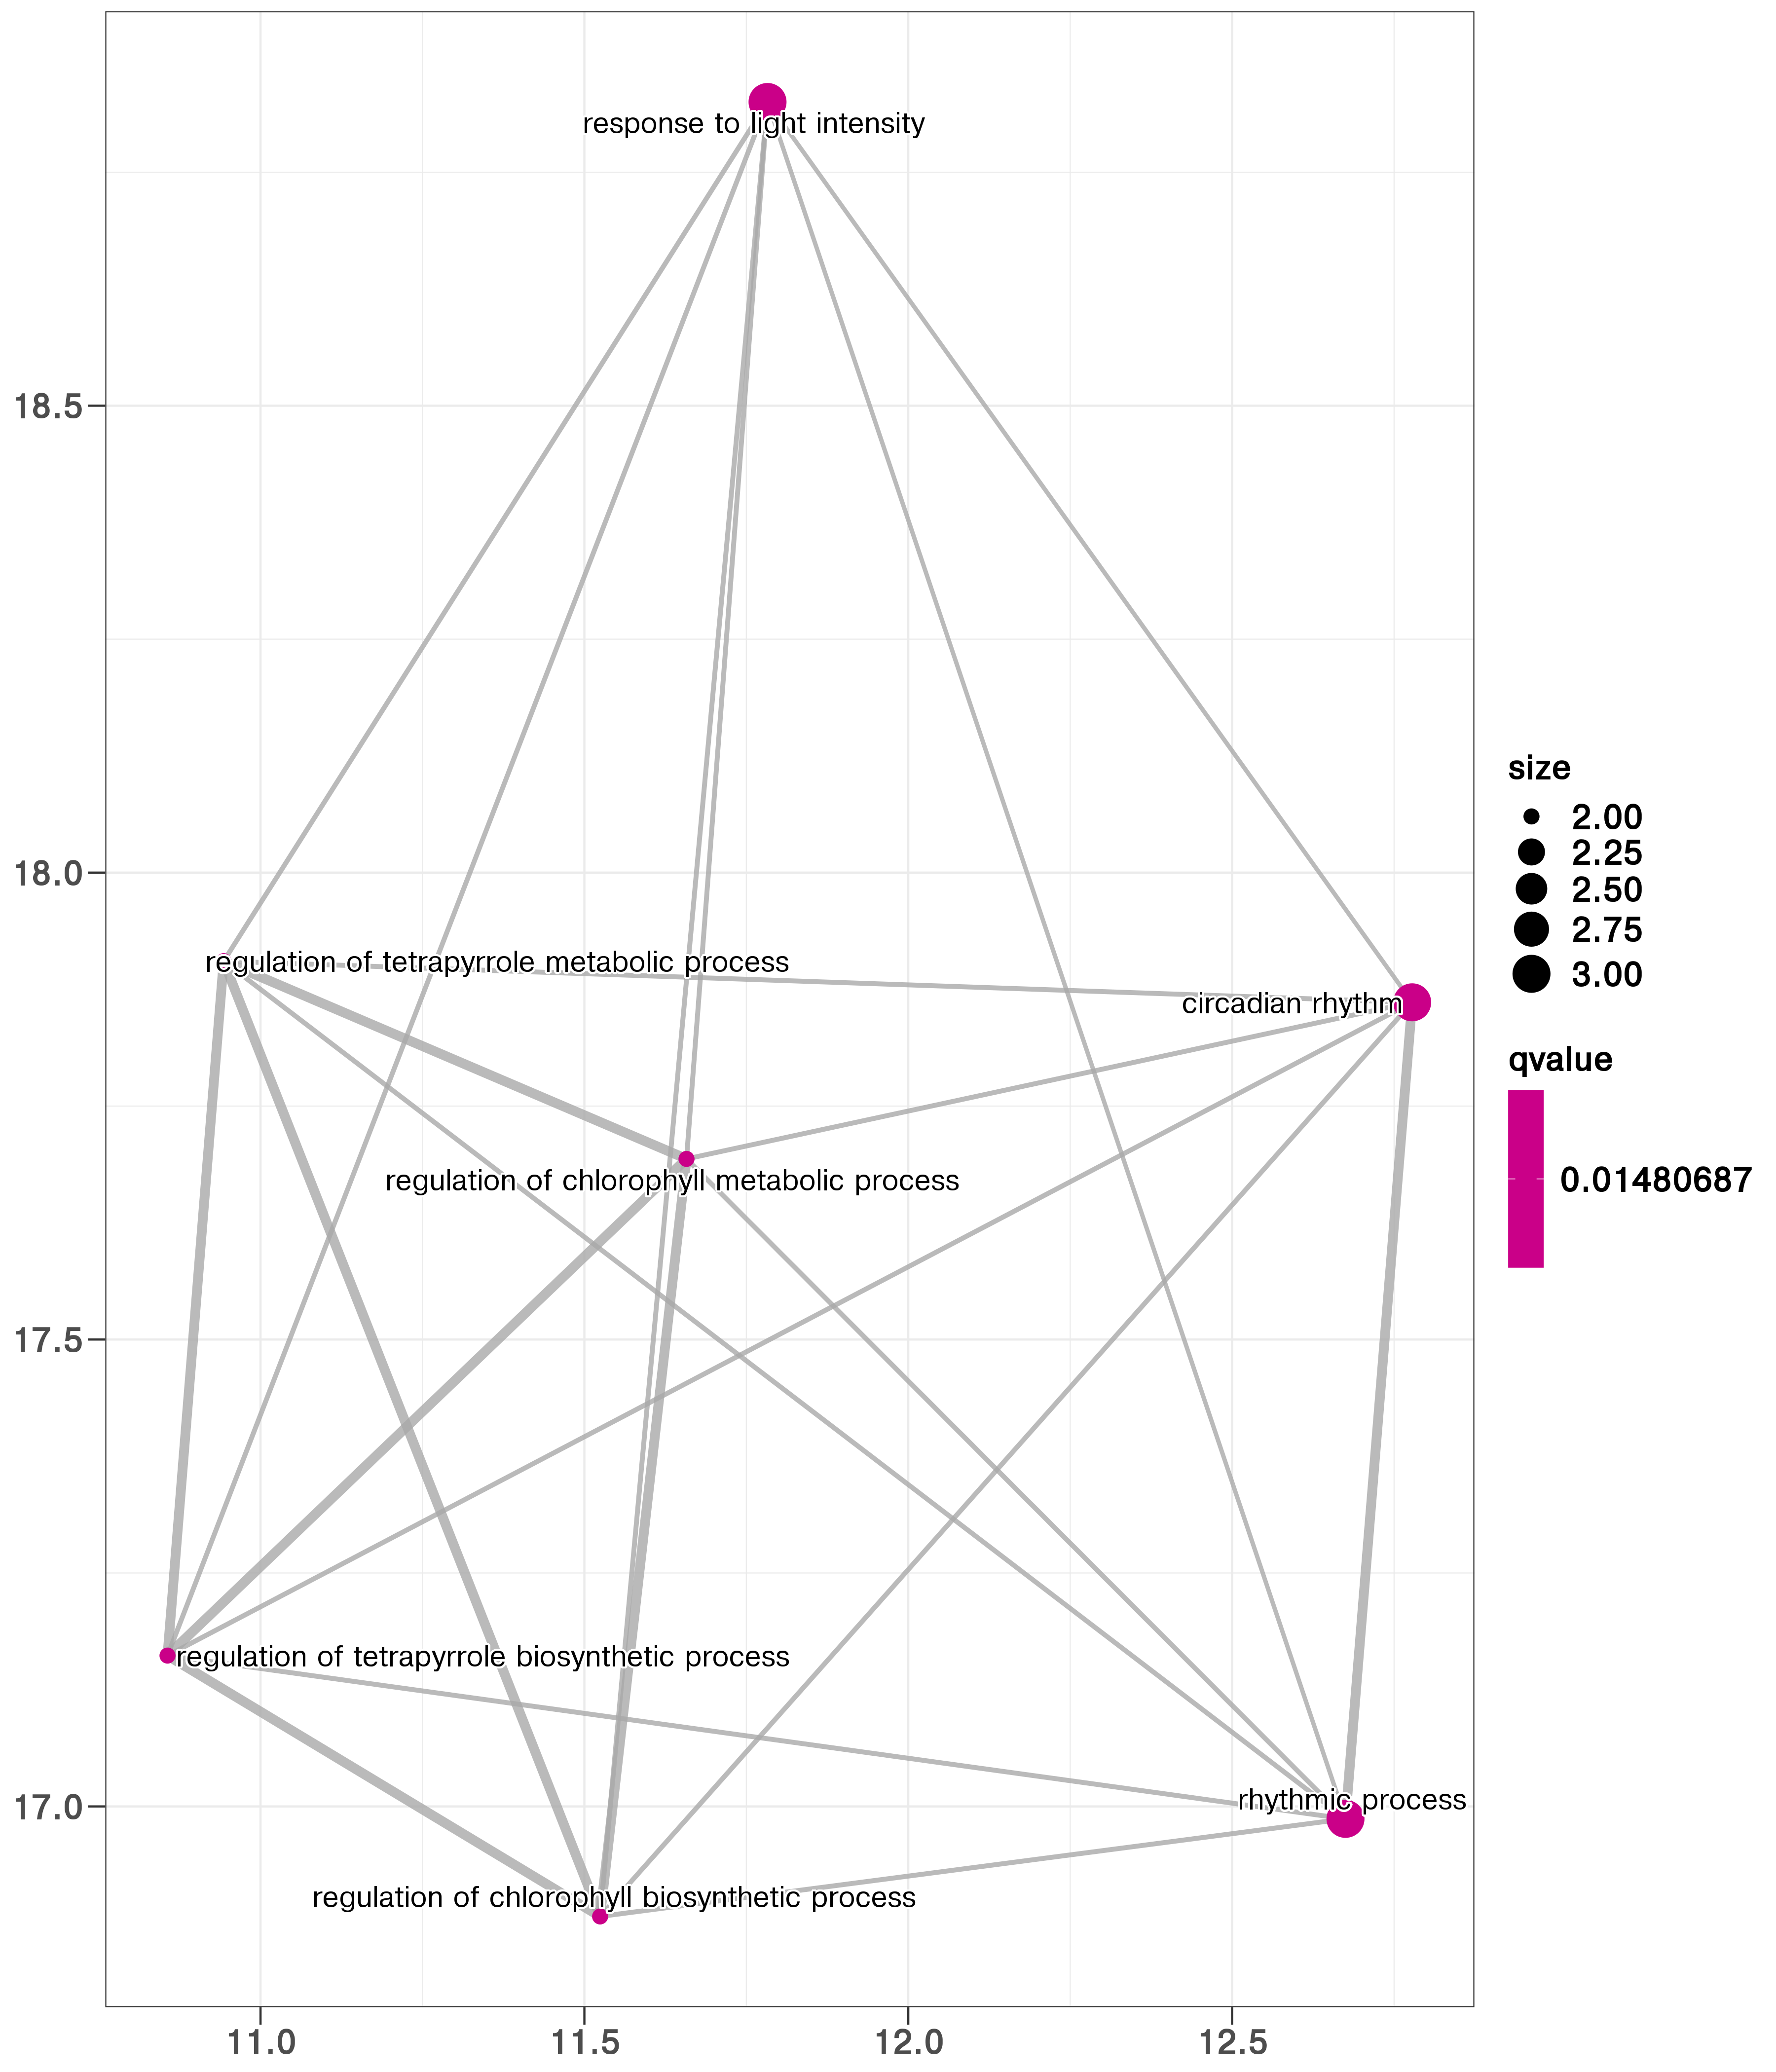 response to light intensity
18.5
18.0
regulation of tetrapyrrole metabolic process
circadian rhythm
regulation of chlorophyll metabolic process
17.5
regulation of tetrapyrrole biosynthetic process
17.0
rhythmic process
regulation of chlorophyll biosynthetic process
11.0
11.5
12.0
12.5
size
2.00
2.25
2.50
2.75
3.00
qvalue
0.01480687